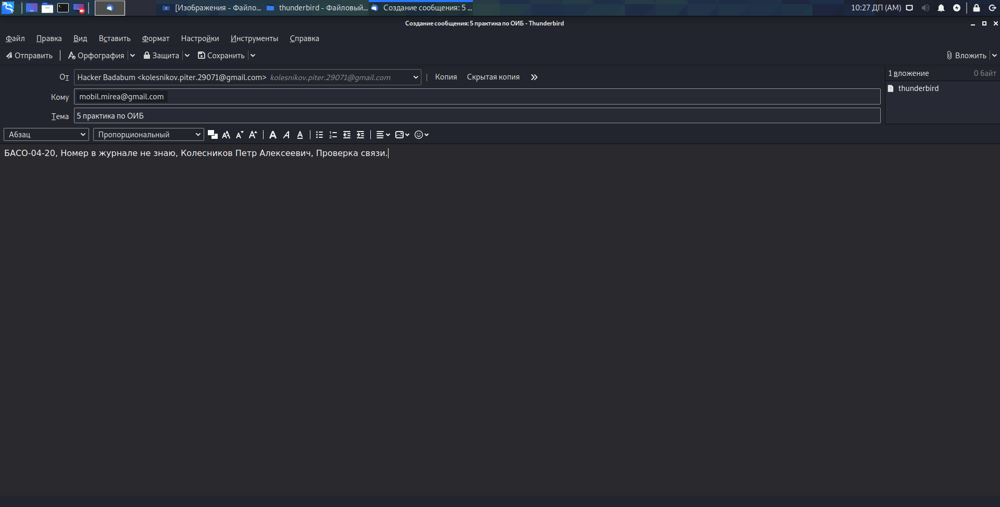 [Изображения - Файло...
thunderbird - Файловый...
Создание сообщения: 5 ...
10:27 ДП (AM)
Создание сообщения: 5 практика по ОИБ - Thunderbird
Файл Правка Вид Вставить Формат Настройки Инструменты Справка
Отправить Орфография Защита Сохранить Вложить
От Hacker Badabum <kolesnikov.piter.29071@gmail.com> kolesnikov.piter.29071@gmail.com Копия Скрытая копия
1 вложение 0 байт
thunderbird
Кому mobil.mirea@gmail.com
Тема 5 практика по ОИБ
Абзац Пропорциональный
БАСО-04-20, Номер в журнале не знаю, Колесников Петр Алексеевич, Проверка связи.